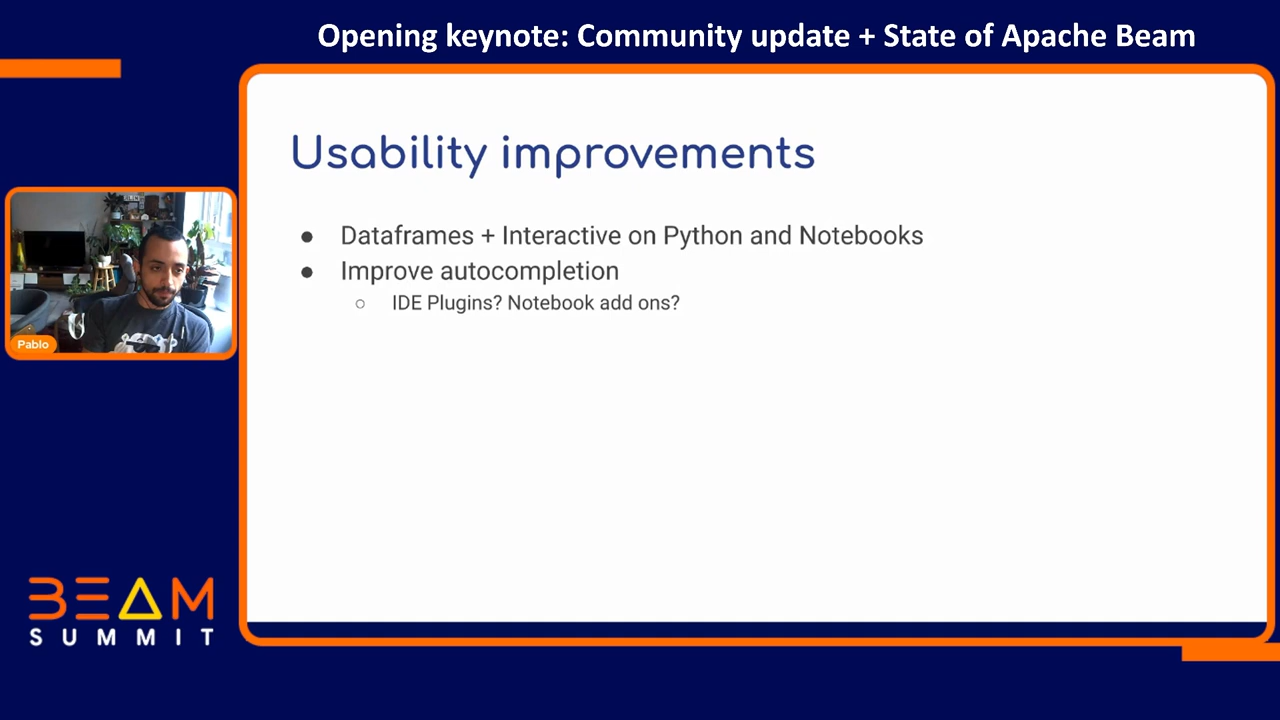 Opening keynote: Community update + State of Apache Beam
Usability improvements
● Dataframes + Interactive on Python and Notebooks
● Improve autocompletion
○ IDE Plugins? Notebook add ons?
Pablo
BEAM
SUMMIT